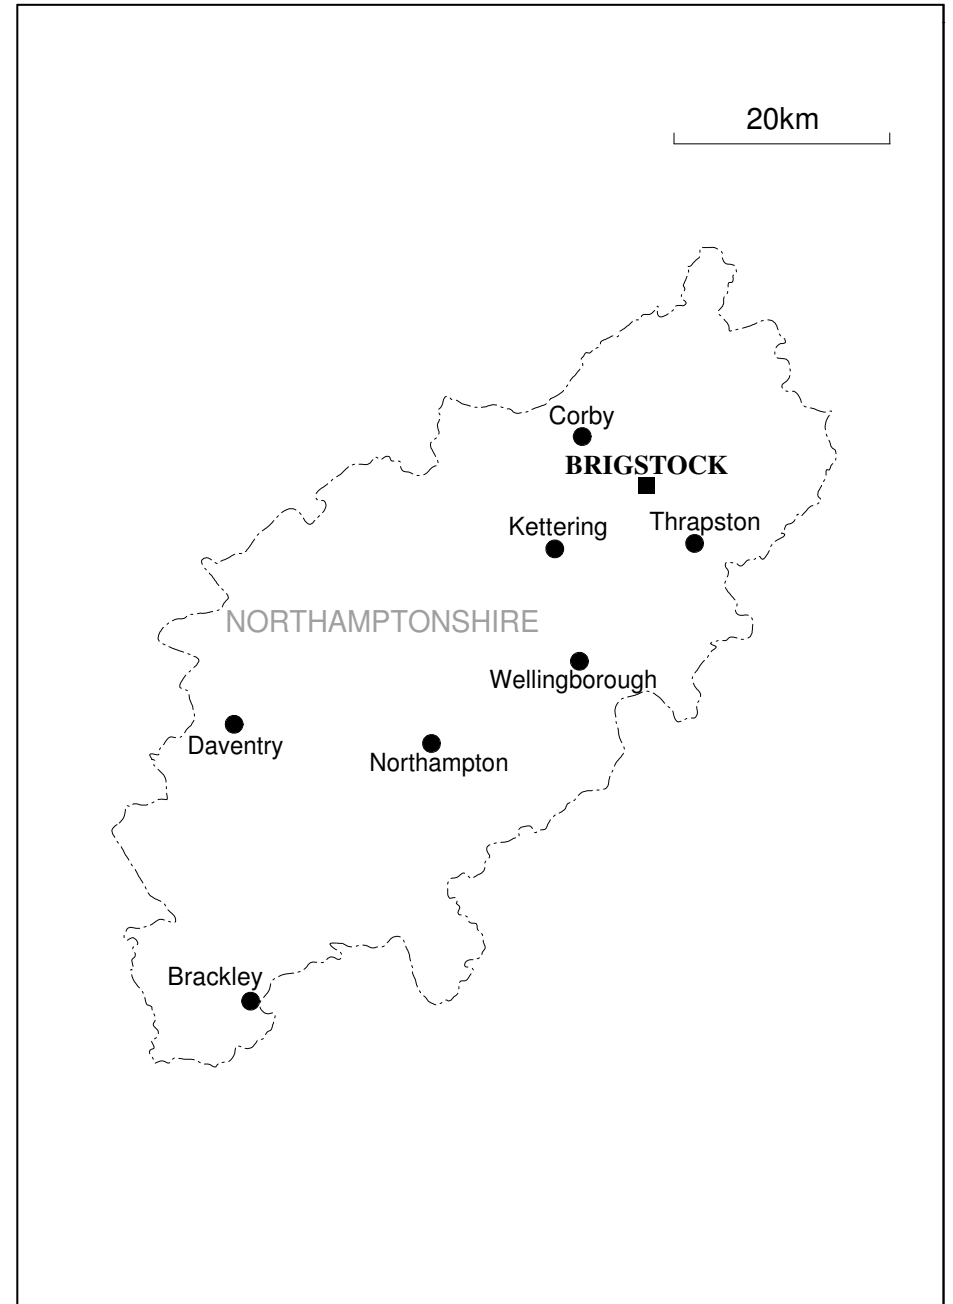 20km
Corby
BRIGSTOCK
Thrapston
Kettering
NORTHAMPTONSHIRE
Wellingborough
Daventry
Northampton
Brackley